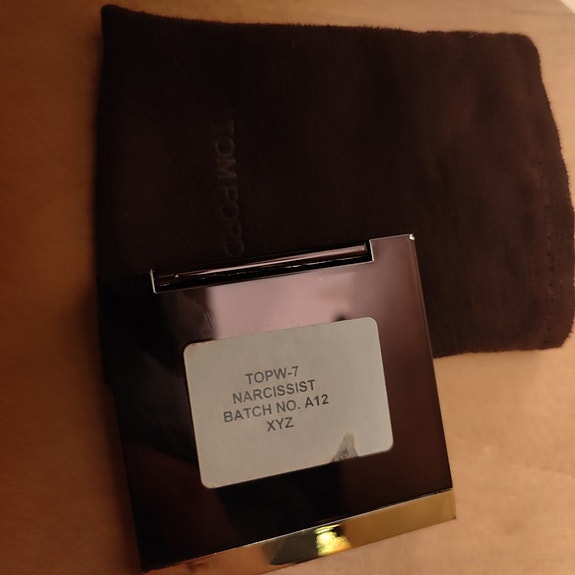 TOM FORD
TOPW-7
NARCISSIST
BATCH NO. A12
XYZ